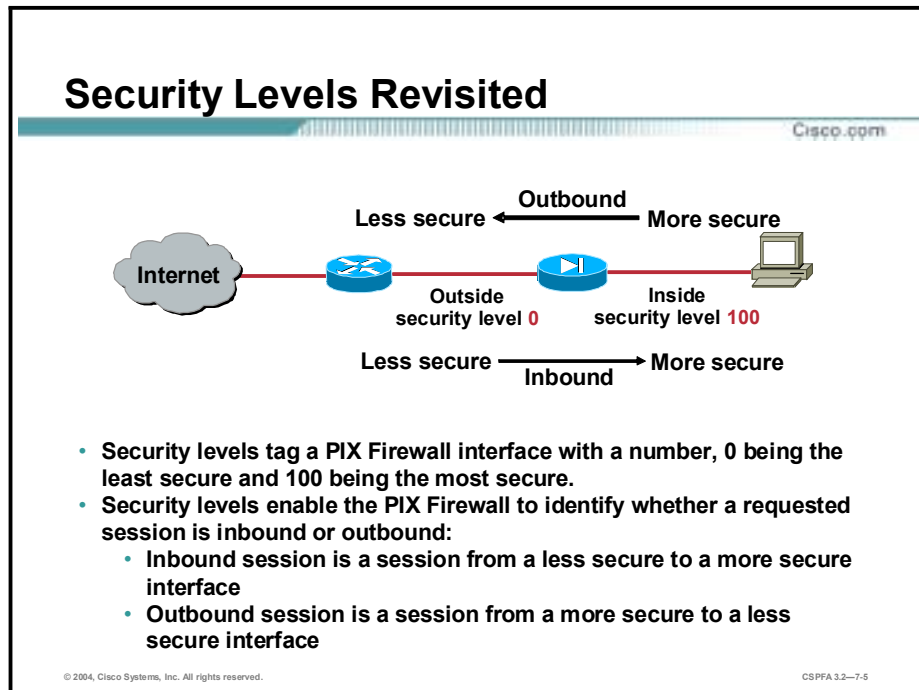 Security Levels Revisited
Cisco.com
Outbound
Less secure
More secure
Internet
Outside
security level 0
Inside
security level 100
Less secure
Inbound
More secure
• Security levels tag a PIX Firewall interface with a number, 0 being the
least secure and 100 being the most secure.
• Security levels enable the PIX Firewall to identify whether a requested
session is inbound or outbound:
• Inbound session is a session from a less secure to a more secure
interface
• Outbound session is a session from a more secure to a less
secure interface
© 2004, Cisco Systems, Inc. All rights reserved.
CSPFA 3.2—7-5